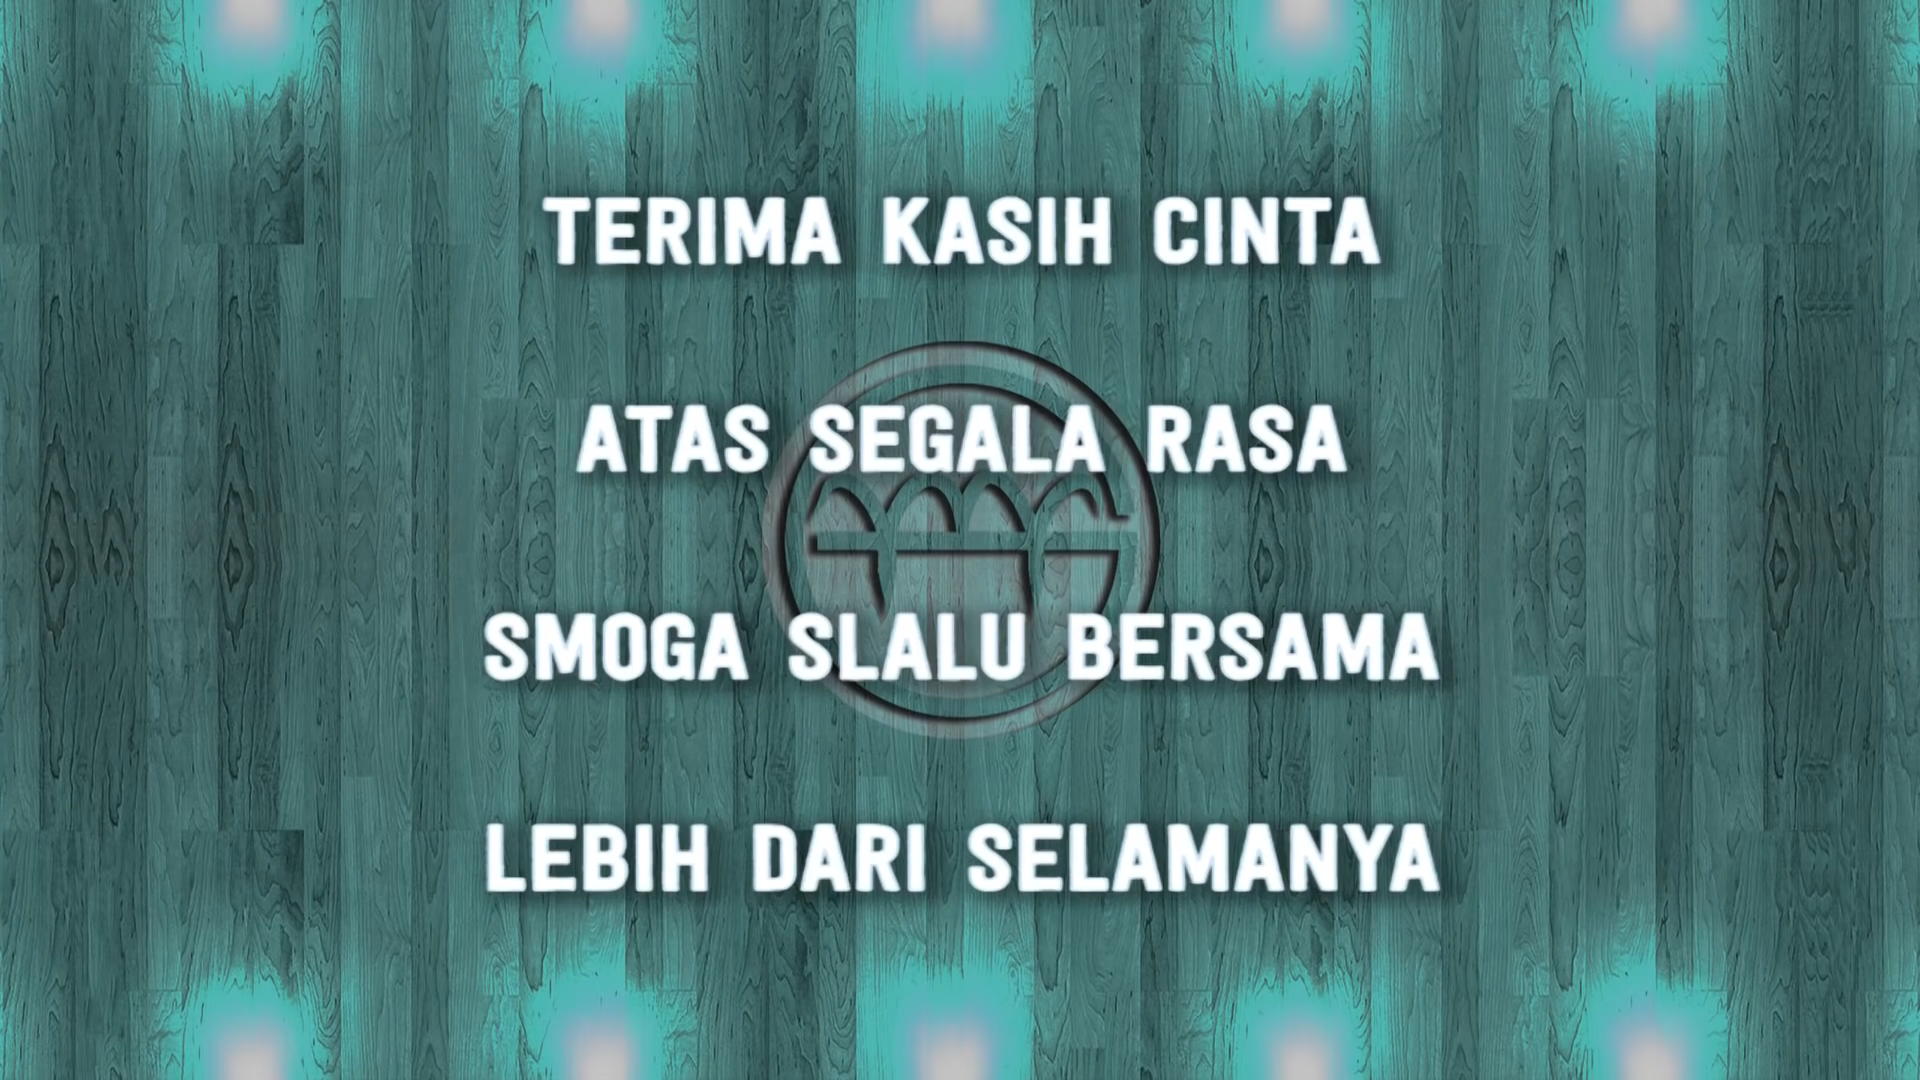 TERIMA KASIH CINTA
ATAS SEGALA RASA
SMOGA SLALU BERSAMA
LEBIH DARI SELAMANYA